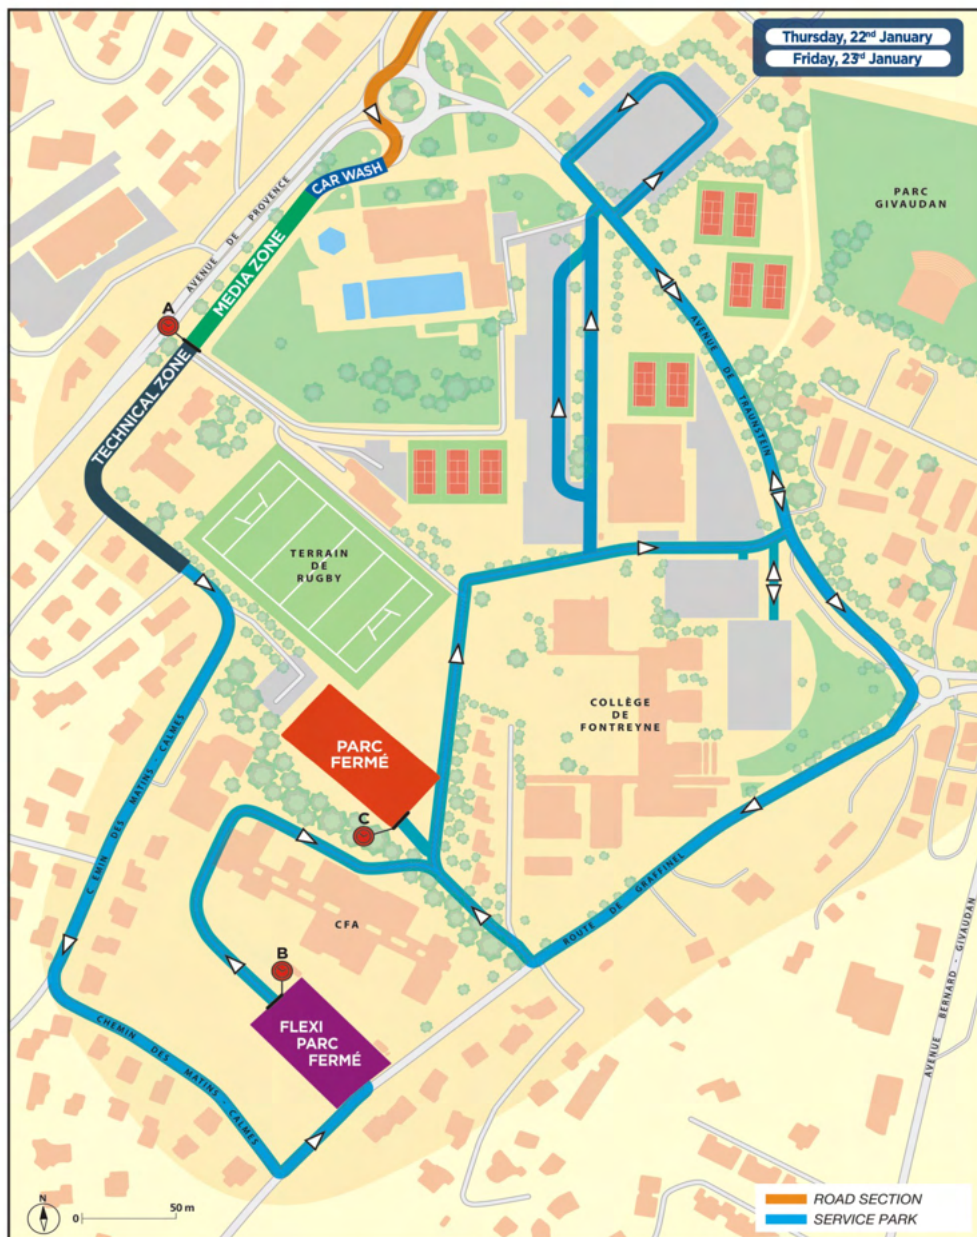 Thursday, 22nd January
Friday, 23rd January
CAR WASH
AVENUE DE PROVENCE
MEDIA ZONE
PARC
GIVAUDAN
A
TECHNICAL ZONE
AVENUE DE TRAUNSTEIN
TERRAIN
DE
RUGBY
C EMIN DES MATINS - CALMES
COLLÈGE
DE
FONTREYNE
PARC
FERMÉ
C
ROUTE DE GRAFFINEL
CFA
B
FLEXI
PARC
FERMÉ
CHEMIN DES MATINS - CALMES
AVENUE BERNARD - GIVAUDAN
N
0
50 m
ROAD SECTION
SERVICE PARK